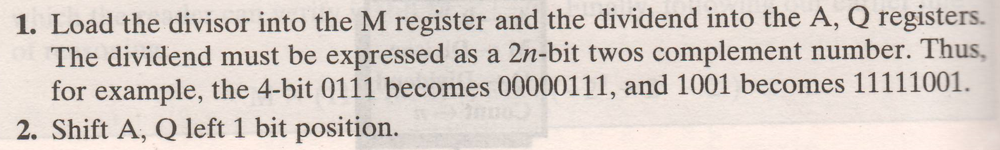 1. Load the divisor into the M register and the dividend into the A, Q registers.
The dividend must be expressed as a 2n-bit twos complement number. Thus,
for example, the 4-bit 0111 becomes 00000111, and 1001 becomes 11111001.
2. Shift A, Q left 1 bit position.